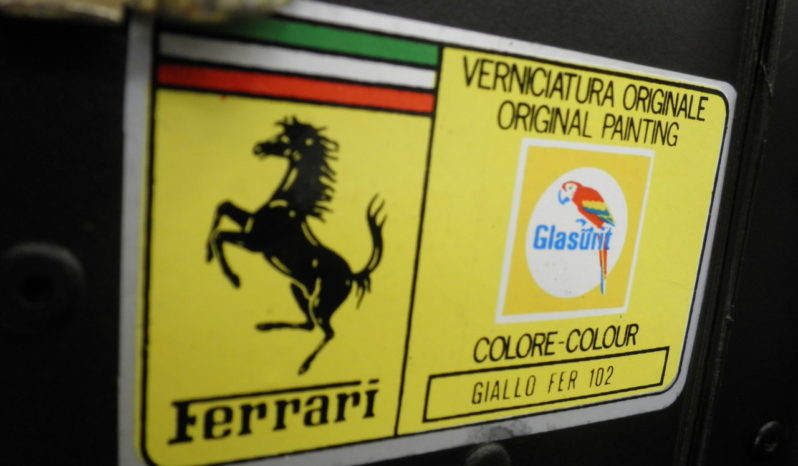 Ferrari
VERNICIATURA ORIGINALE
ORIGINAL PAINTING
Glasurit
COLORE-COLOUR
GIALLO FER 102